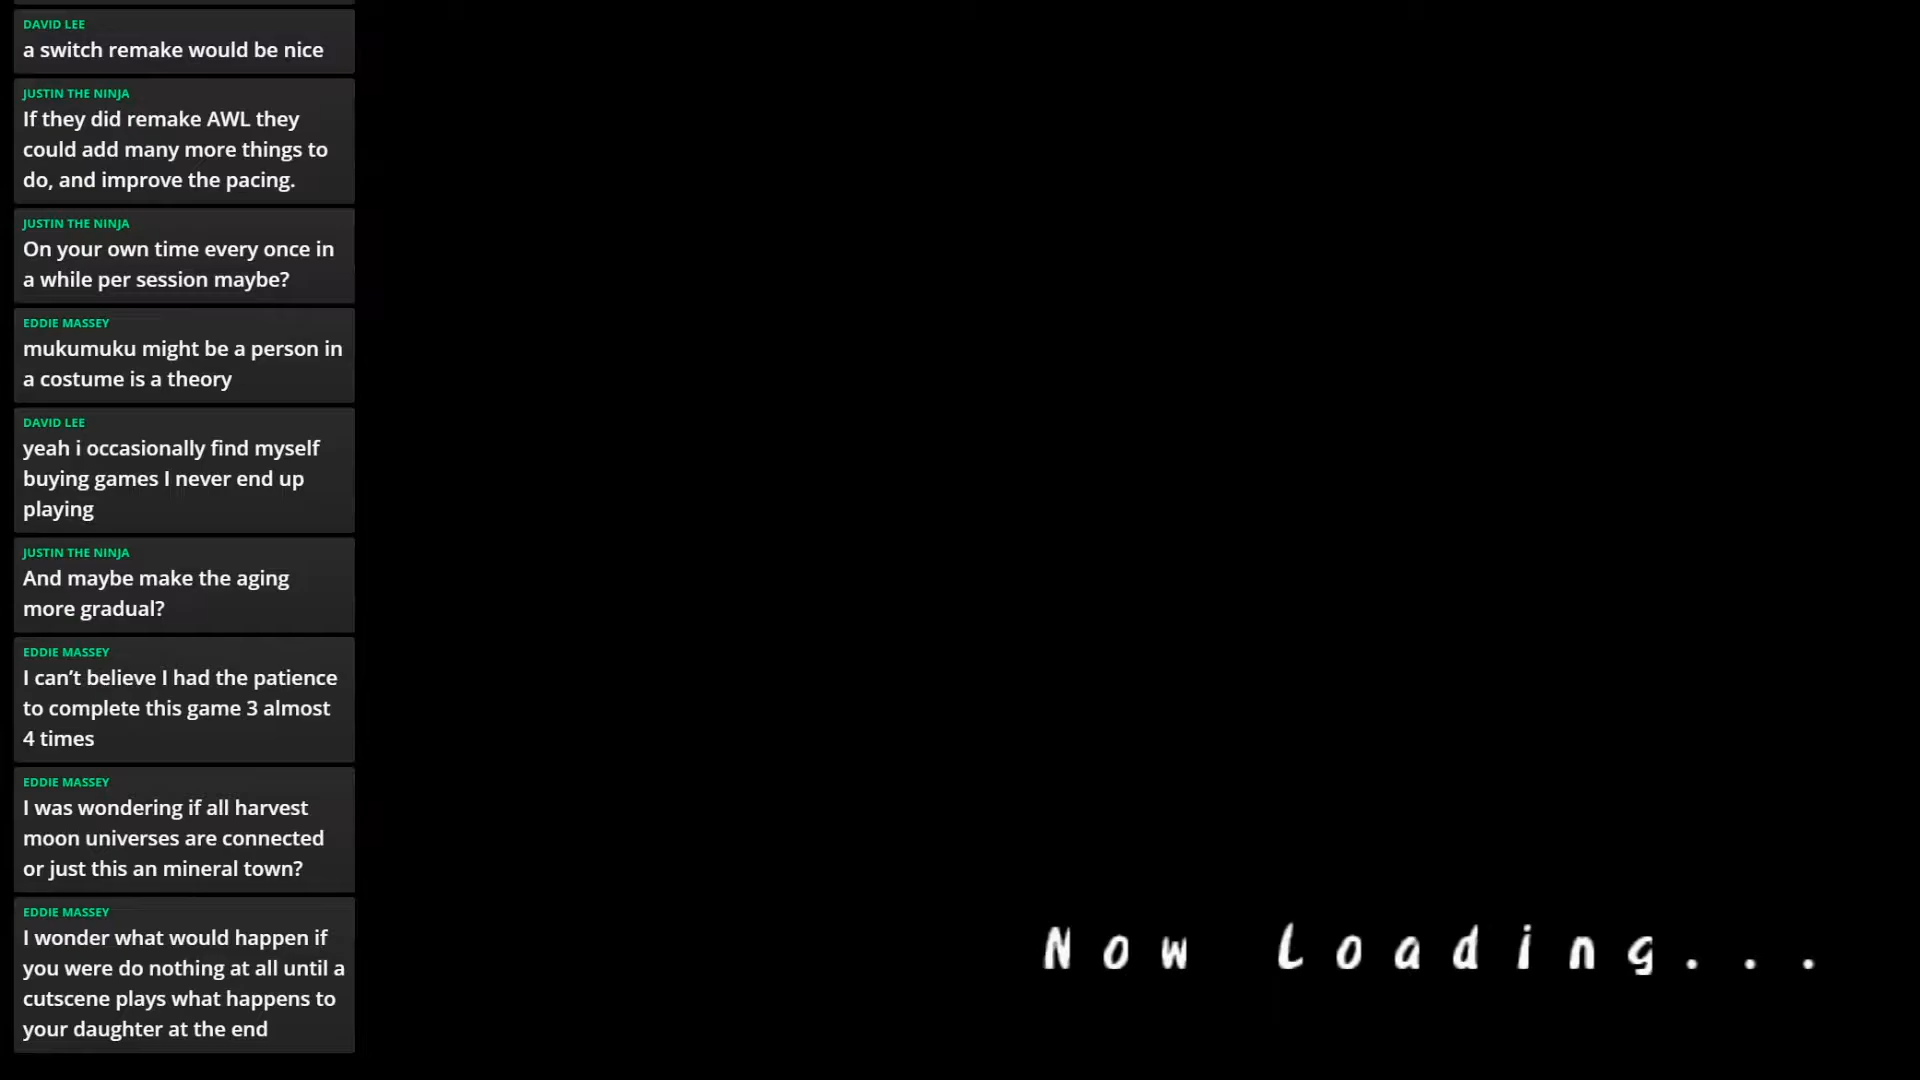 DAVID LEE
a switch remake would be nice
JUSTIN THE NINJA
If they did remake AWL they
could add many more things to
do, and improve the pacing.
JUSTIN THE NINJA
On your own time every once in
a while per session maybe?
EDDIE MASSEY
mukumuku might be a person in
a costume is a theory
DAVID LEE
yeah i occasionally find myself
buying games I never end up
playing
JUSTIN THE NINJA
And maybe make the aging
more gradual?
EDDIE MASSEY
I can’t believe I had the patience
to complete this game 3 almost
4 times
EDDIE MASSEY
I was wondering if all harvest
moon universes are connected
or just this an mineral town?
EDDIE MASSEY
I wonder what would happen if
you were do nothing at all until a
cutscene plays what happens to
your daughter at the end
Now Loading...